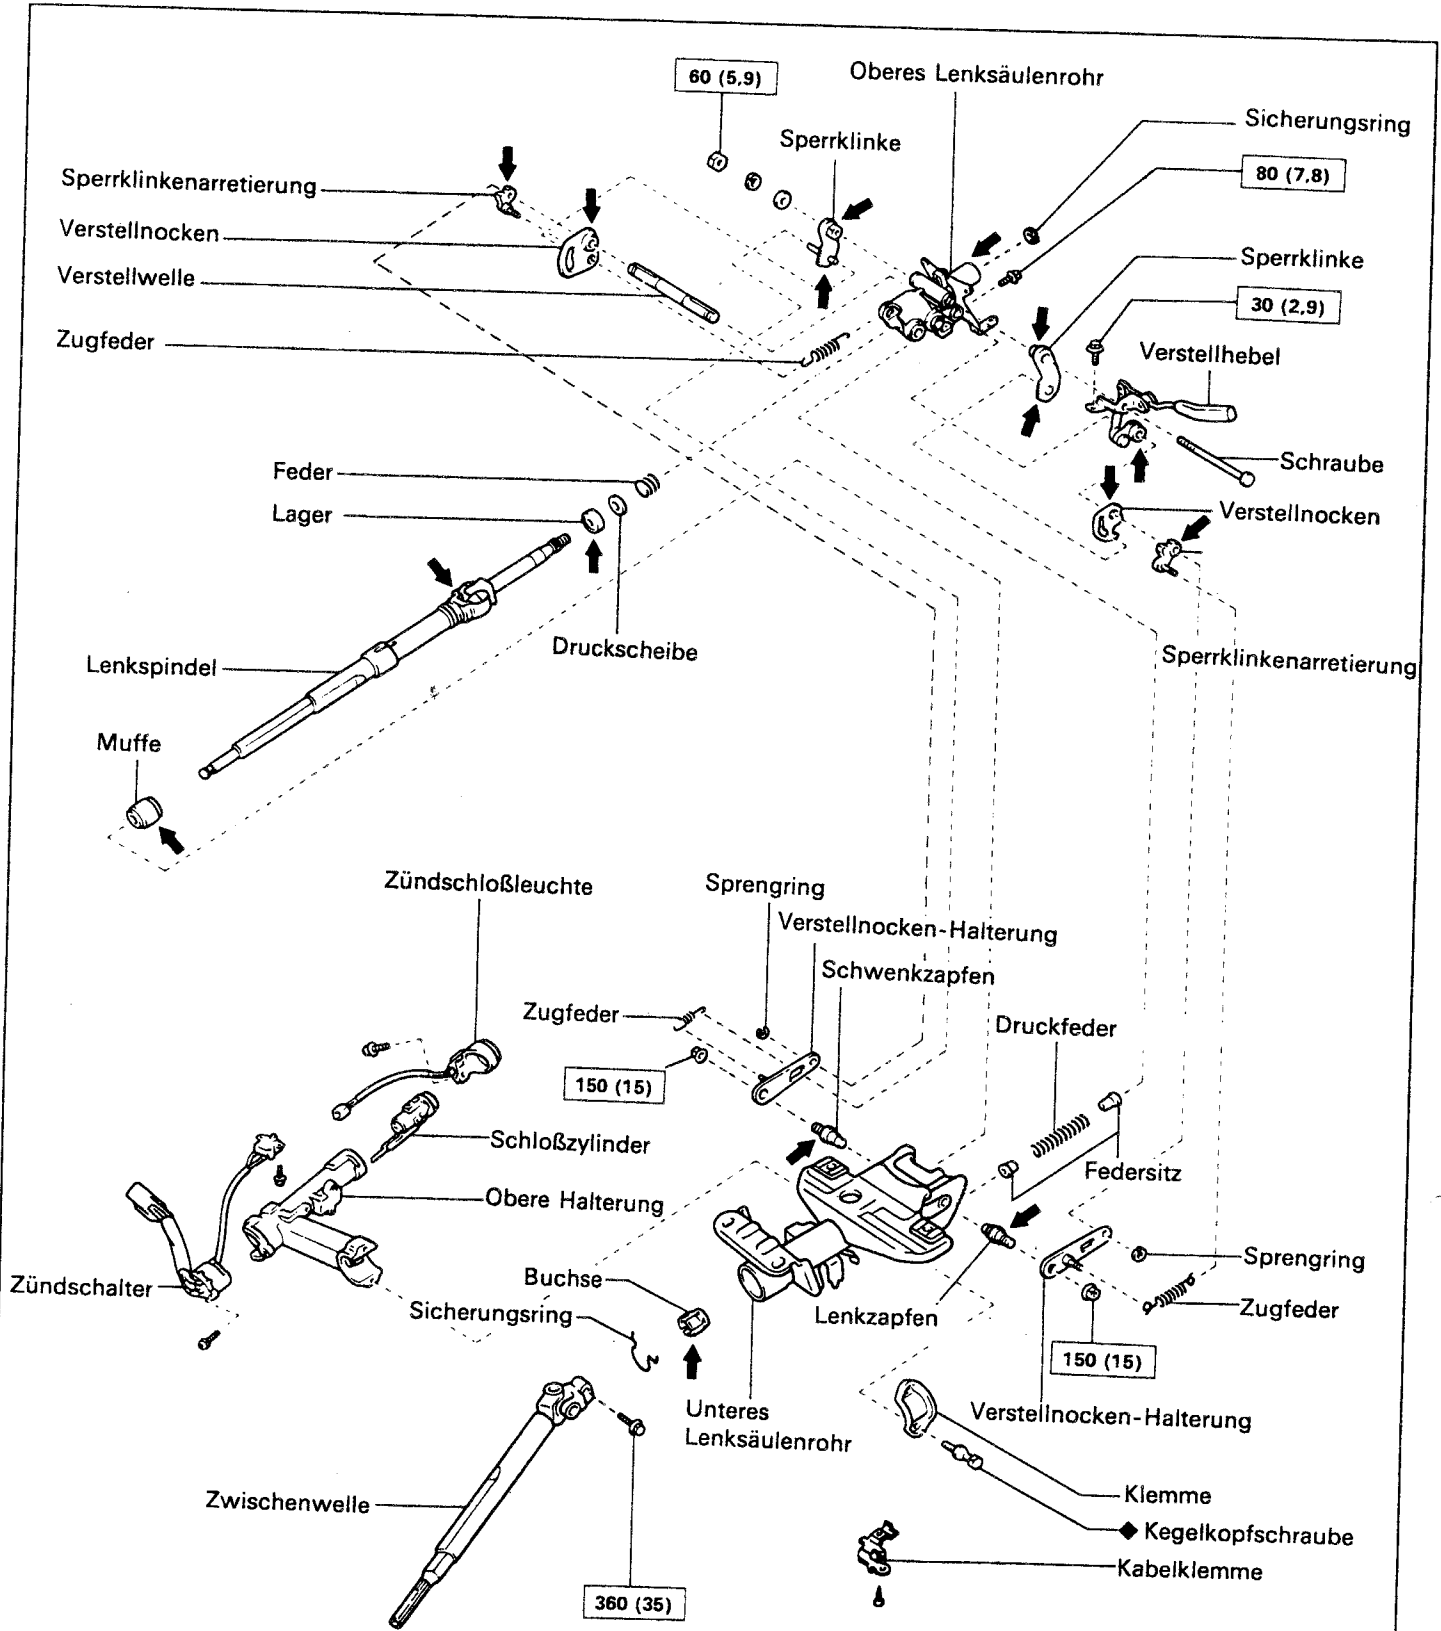 60 (5,9)
Oberes Lenksäulenrohr
Sicherungsring
Sperrklinke
80 (7,8)
Sperrklinkenarretierung
Verstellnocken
Sperrklinke
Verstellwelle
30 (2,9)
Zugfeder
Verstellhebel
Feder
Schraube
Lager
Verstellnocken
Druckscheibe
Lenkspindel
Sperrklinkenarretierung
Muffe
Zündschloßleuchte
Sprengring
Verstellnocken-Halterung
Schwenkzapfen
Zugfeder
Druckfeder
150 (15)
Schloßzylinder
Federsitz
Obere Halterung
Zündschalter
Buchse
Sprengring
Sicherungsring
Lenkzapfen
Zugfeder
150 (15)
Unteres
Lenksäulenrohr
Verstellnocken-Halterung
Zwischenwelle
Klemme
◆ Kegelkopfschraube
Kabelklemme
360 (35)